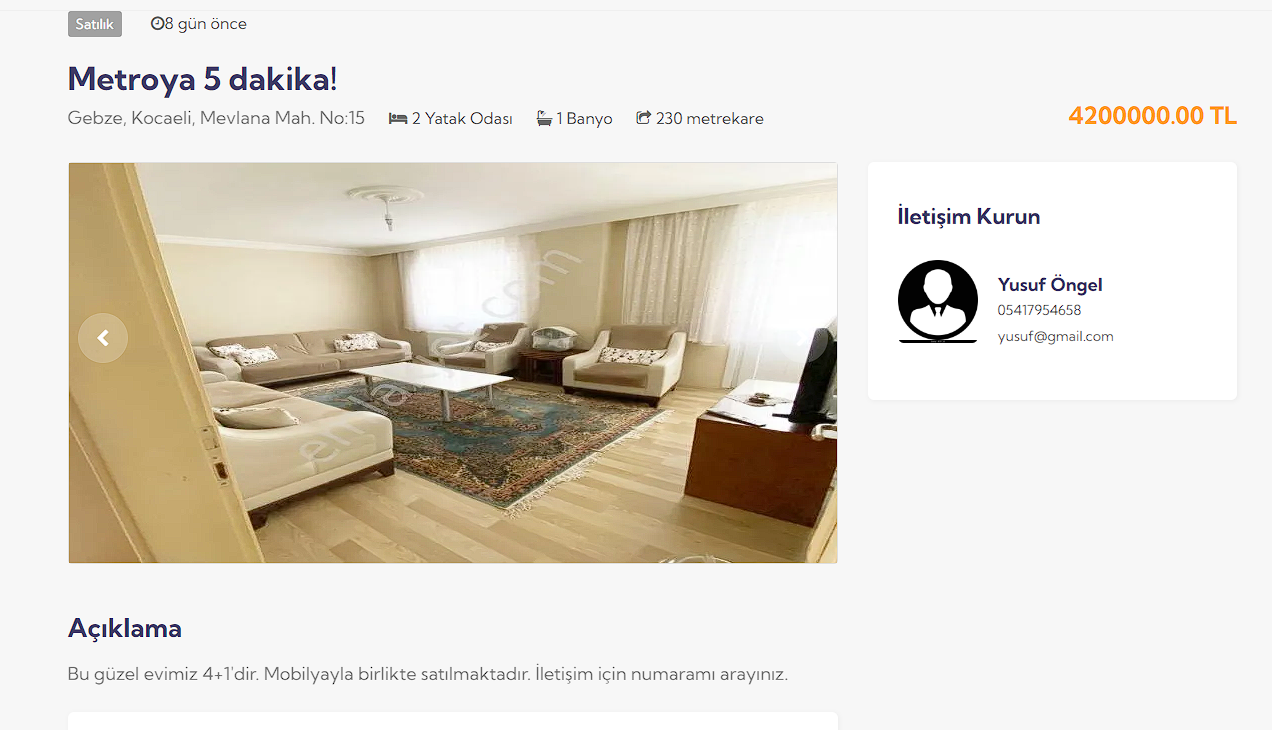 Satılık 8 gün önce
Metroya 5 dakika!
Gebze, Kocaeli, Mevlana Mah. No:15 2 Yatak Odası 1 Banyo 230 metrekare
4200000.00 TL
İletişim Kurun
Yusuf Öngel
05417954658
yusuf@gmail.com
Açıklama
Bu güzel evimiz 4+1'dir. Mobilyayla birlikte satılmaktadır. İletişim için numaramı arayınız.